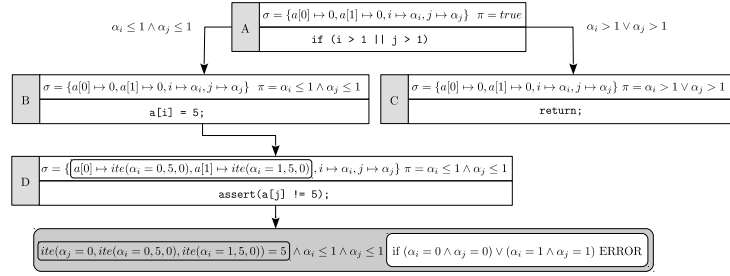 α_i ≤ 1 ∧ α_j ≤ 1
A
σ = {a[0] ↦ 0, a[1] ↦ 0, i ↦ α_i, j ↦ α_j} π = true
if (i > 1 || j > 1)
α_i > 1 ∨ α_j > 1
B
σ = {a[0] ↦ 0, a[1] ↦ 0, i ↦ α_i, j ↦ α_j} π = α_i ≤ 1 ∧ α_j ≤ 1
a[i] = 5;
C
σ = {a[0] ↦ 0, a[1] ↦ 0, i ↦ α_i, j ↦ α_j} π = α_i > 1 ∨ α_j > 1
return;
D
σ = {a[0] ↦ ite(α_i = 0, 5, 0), a[1] ↦ ite(α_i = 1, 5, 0), i ↦ α_i, j ↦ α_j} π = α_i ≤ 1 ∧ α_j ≤ 1
assert(a[j] != 5);
ite(α_j = 0, ite(α_i = 0, 5, 0), ite(α_i = 1, 5, 0)) = 5 ∧ α_i ≤ 1 ∧ α_j ≤ 1 if (α_i = 0 ∧ α_j = 0) ∨ (α_i = 1 ∧ α_j = 1) ERROR